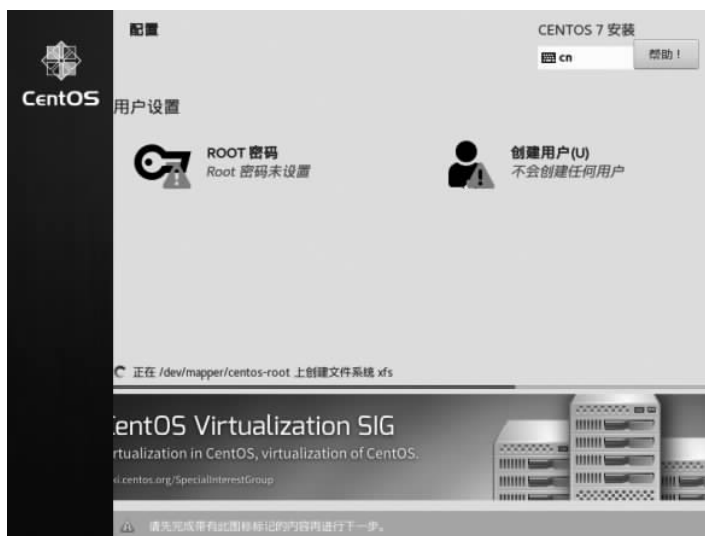 配置
CENTOS 7 安装
cn
帮助！
CentOS
用户设置
ROOT 密码
Root 密码未设置
创建用户(U)
不会创建任何用户
正在 /dev/mapper/centos-root 上创建文件系统 xfs
entOS Virtualization SIG
rtualization in CentOS, virtualization of CentOS.
ki.centos.org/SpecialInterestGroup
请先完成带有此图标标记的内容再进行下一步。